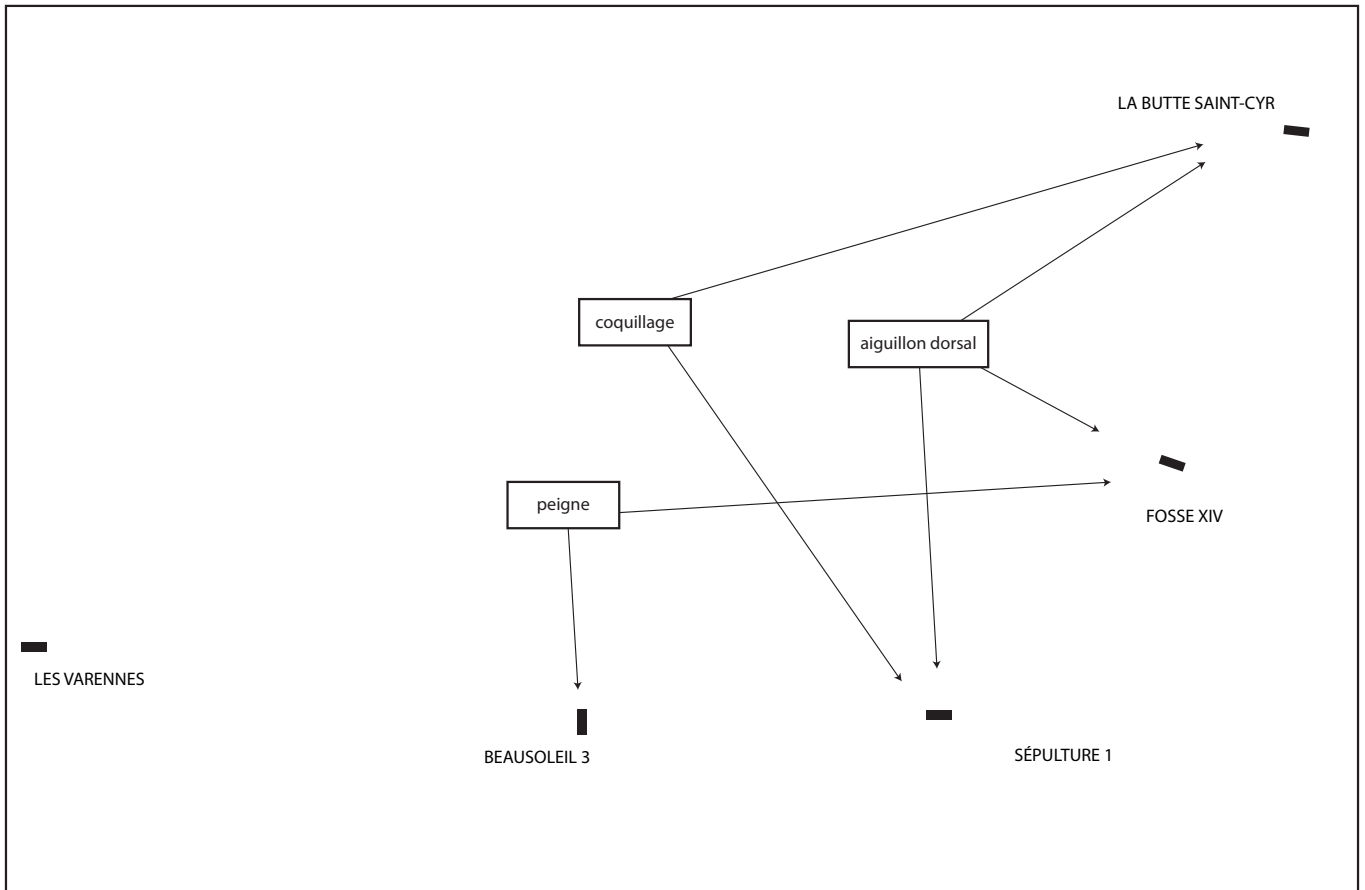 LA BUTTE SAINT-CYR
coquillage
aiguillon dorsal
peigne
FOSSE XIV
LES VARENNES
BEAUSOLEIL 3
SÉPULTURE 1